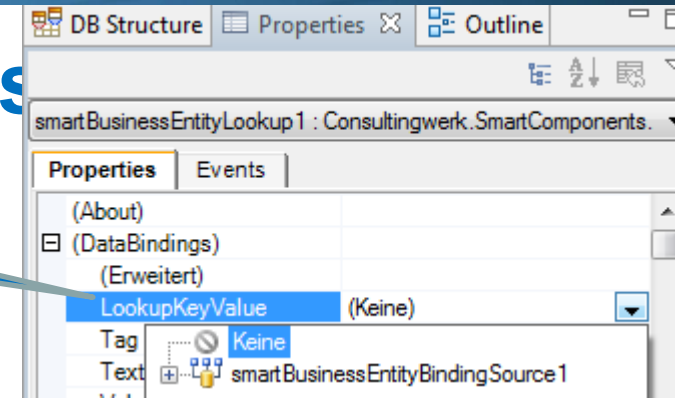 DB Structure Properties Outline
s
smartBusinessEntityLookup1 : Consultingwerk.SmartComponents.
Properties Events
(About)
(DataBindings)
(Erweitert)
LookupKeyValue (Keine)
Tag Keine
Text smartBusinessEntityBindingSource1